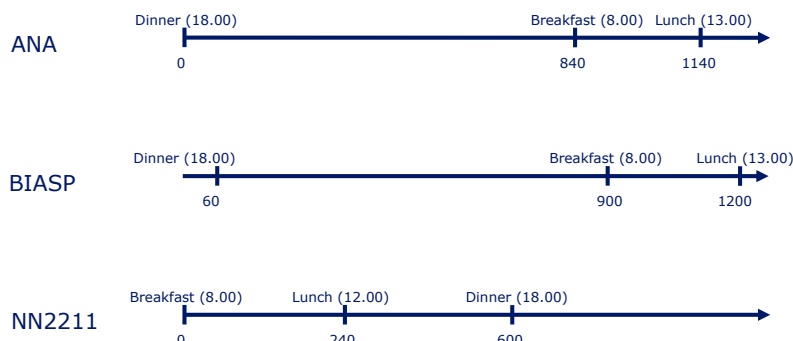 Dinner (18.00) Breakfast (8.00) Lunch (13.00)
ANA
0 840 1140
Dinner (18.00) Breakfast (8.00) Lunch (13.00)
BIASP
60 900 1200
Breakfast (8.00) Lunch (12.00) Dinner (18.00)
NN2211
0 240 600